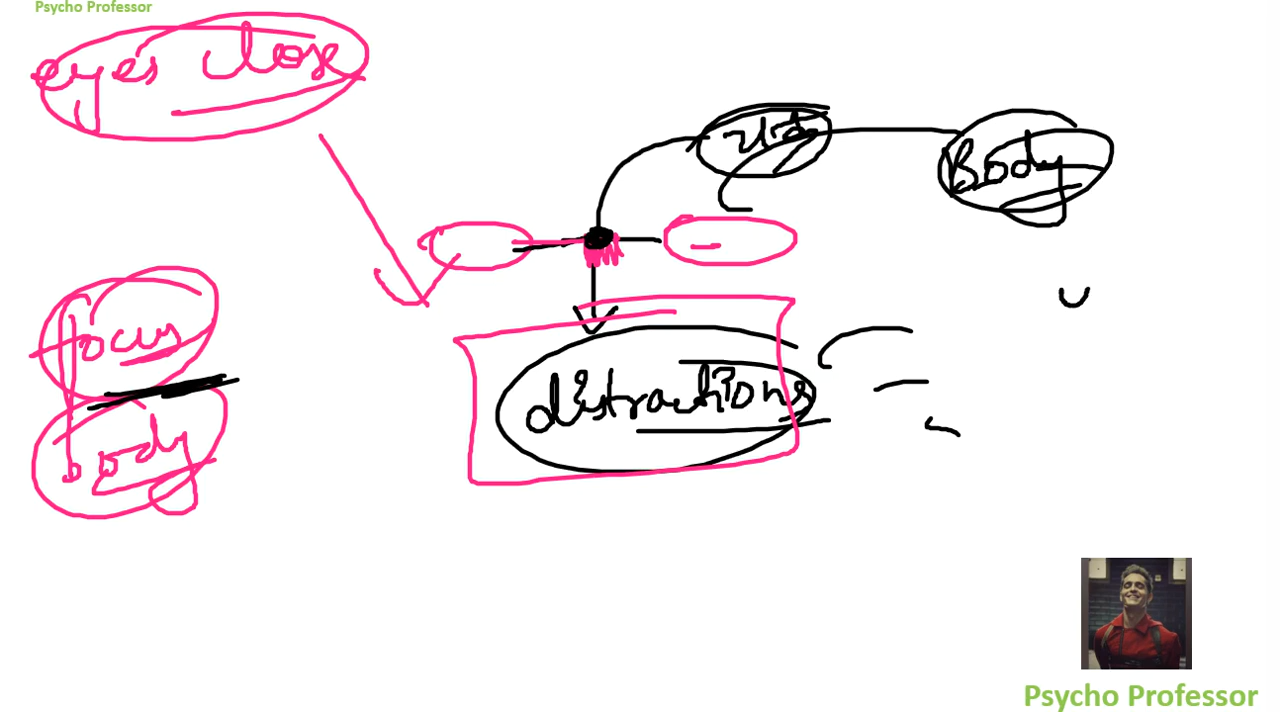 Psycho Professor
eyes close
Body
focus
body
distractions
Psycho Professor